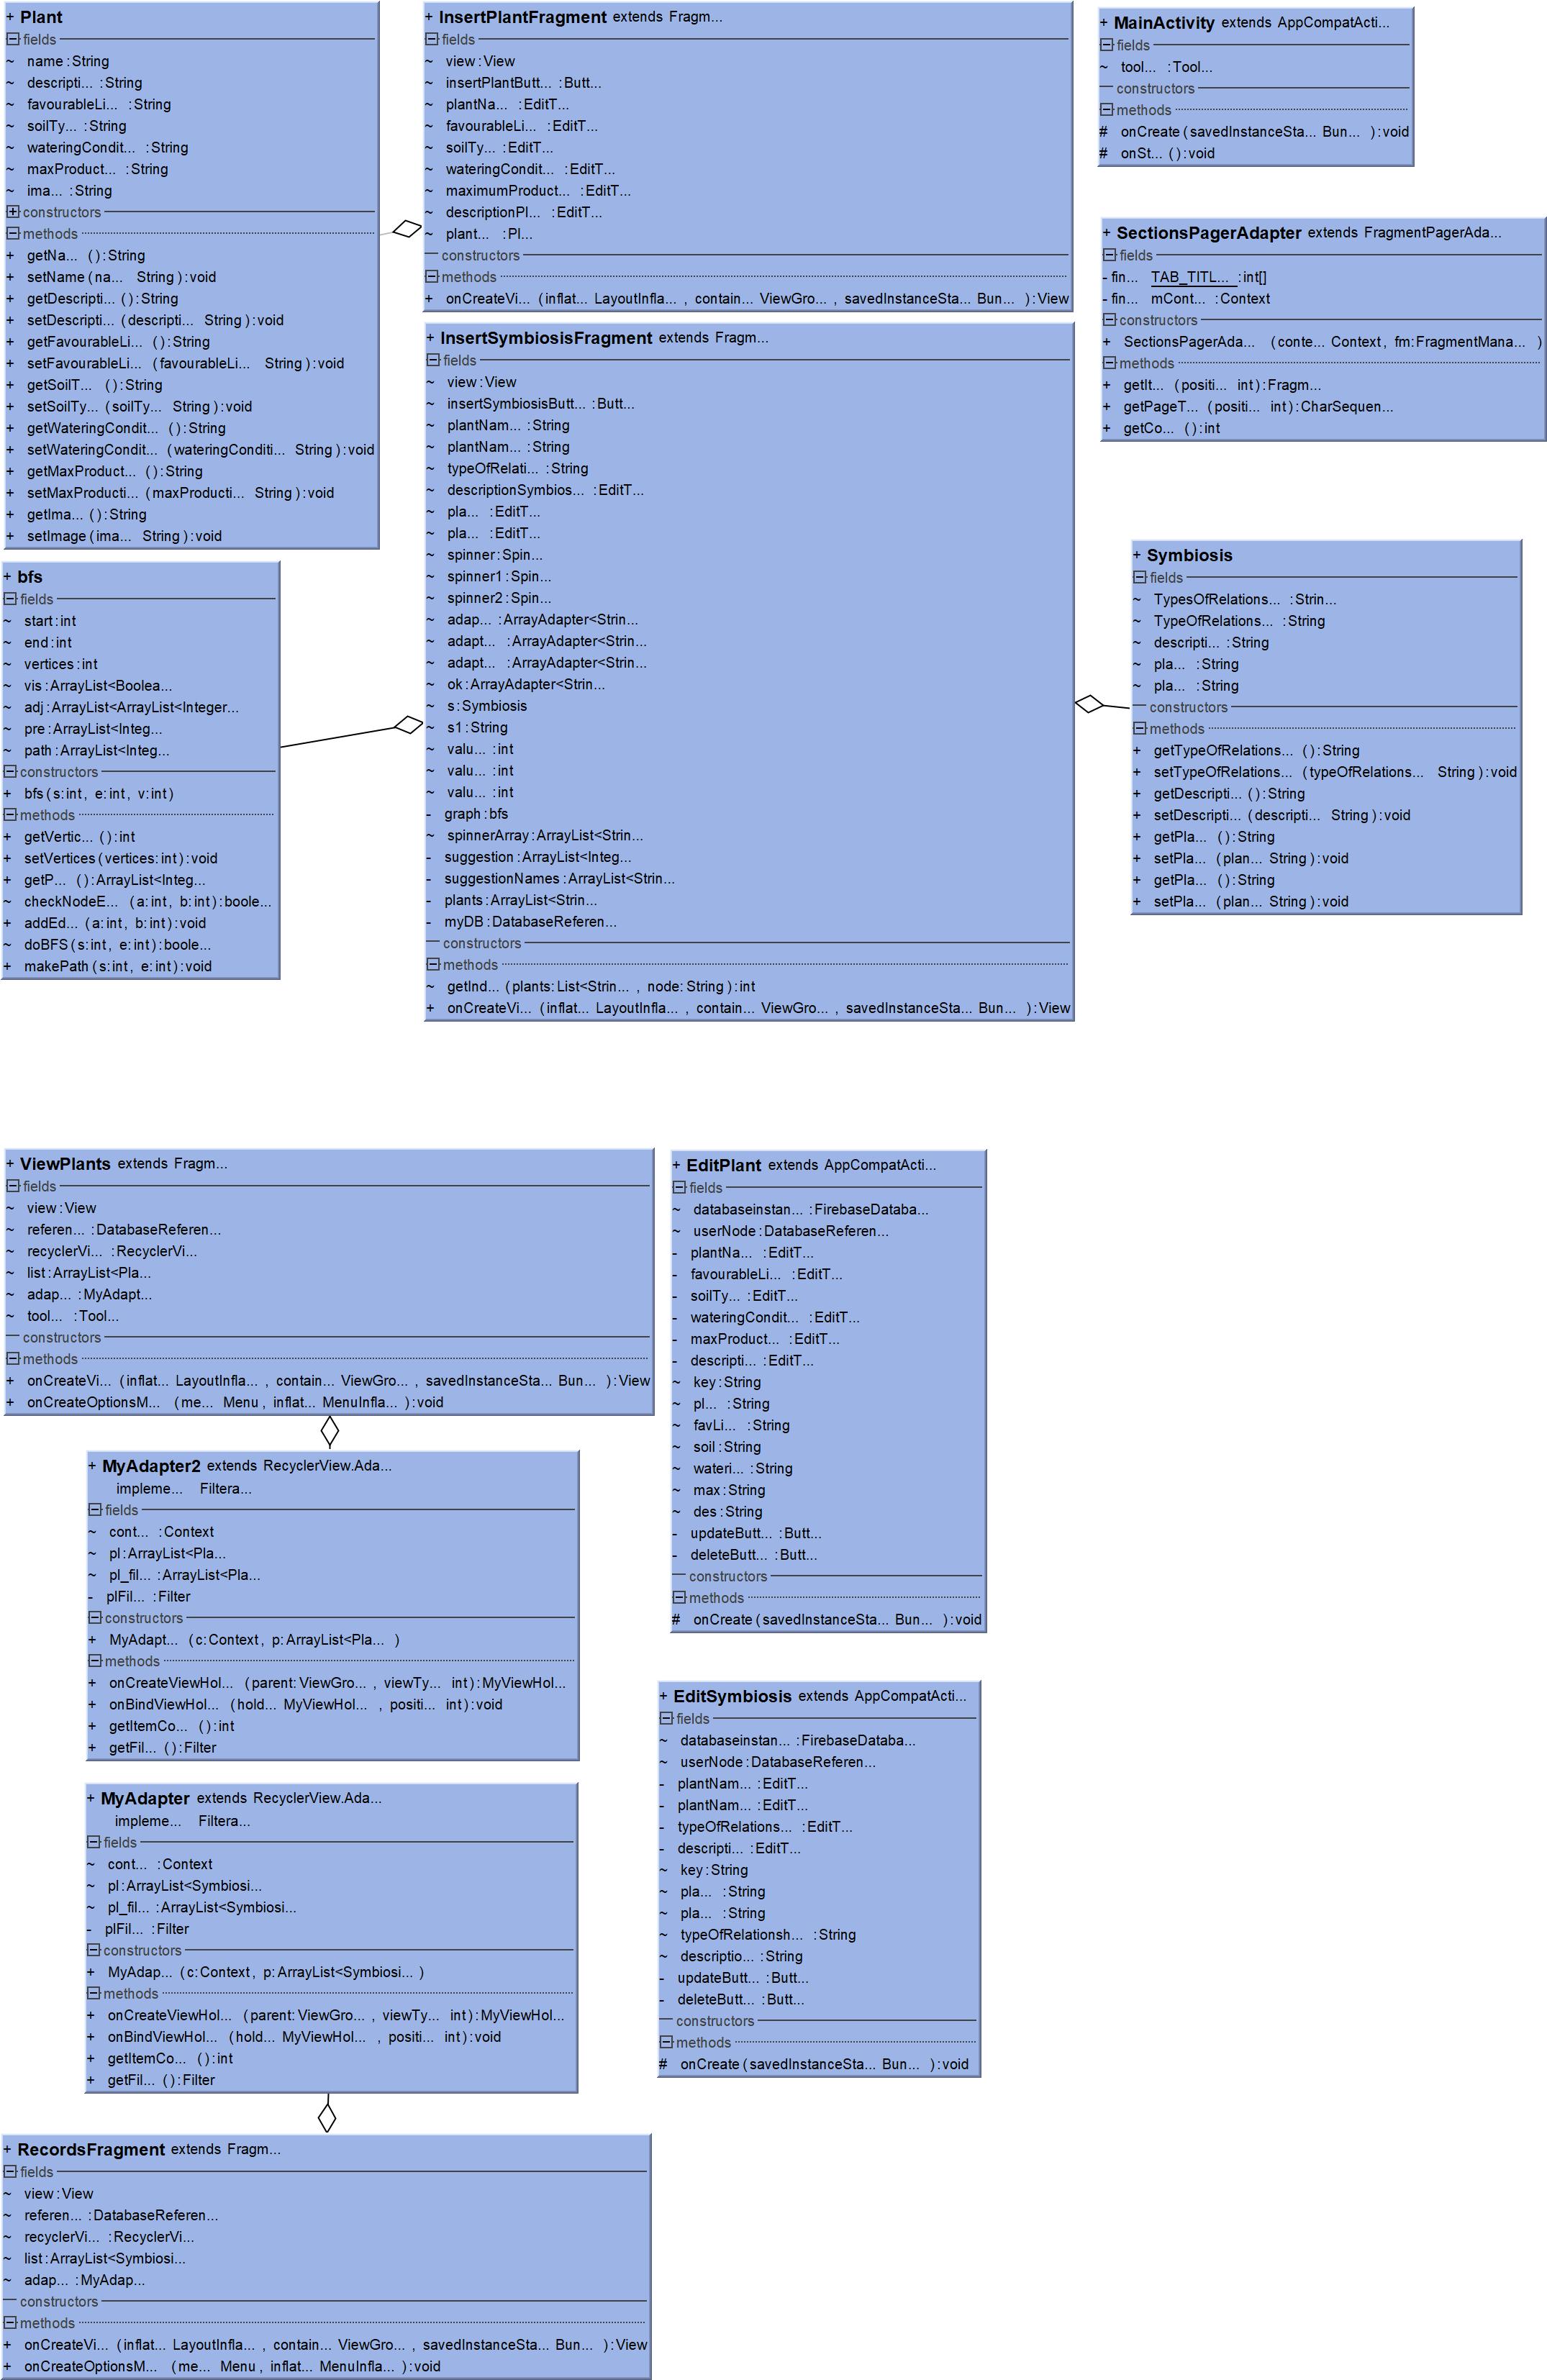 + Plant
fields
~ name:String
~ descripti... :String
~ favourableLi... :String
~ soilTy... :String
~ wateringCondit... :String
~ maxProduct... :String
~ ima... :String
constructors
methods
+ getNa... ():String
+ setName(na... String):void
+ getDescripti... ():String
+ setDescripti... (descripti... String):void
+ getFavourableLi... ():String
+ setFavourableLi... (favourableLi... String):void
+ getSoilT... ():String
+ setSoilTy... (soilTy... String):void
+ getWateringCondit... ():String
+ setWateringCondit... (wateringConditi... String):void
+ getMaxProduct... ():String
+ setMaxProducti... (maxProducti... String):void
+ getIma... ():String
+ setImage(ima... String):void
+ InsertPlantFragment extends Fragm...
fields
~ view:View
~ insertPlantButt... :Butt...
~ plantNa... :EditT...
~ favourableLi... :EditT...
~ soilTy... :EditT...
~ wateringCondit... :EditT...
~ maximumProduct... :EditT...
~ descriptionPl... :EditT...
~ plant... :Pl...
constructors
methods
+ onCreateVi... (inflat... LayoutInfla... , contain... ViewGro... , savedInstanceSta... Bun... ):View
+ MainActivity extends AppCompatActi...
fields
~ tool... :Tool...
constructors
methods
# onCreate(savedInstanceSta... Bun... ):void
# onSt... ():void
+ SectionsPagerAdapter extends FragmentPagerAda...
fields
- fin... TAB_TITL... :int[]
- fin... mCont... :Context
constructors
+ SectionsPagerAda... (conte... Context, fm:FragmentMana... )
methods
+ getIt... (positi... int):Fragm...
+ getPageT... (positi... int):CharSequen...
+ getCo... ():int
+ bfs
fields
~ start:int
~ end:int
~ vertices:int
~ vis:ArrayList<Boolea...
~ adj:ArrayList<ArrayList<Integer...
~ pre:ArrayList<Integ...
~ path:ArrayList<Integ...
constructors
+ bfs(s:int, e:int, v:int)
methods
+ getVertic... ():int
+ setVertices(vertices:int):void
+ getP... ():ArrayList<Integ...
~ checkNodeE... (a:int, b:int):boole...
+ addEd... (a:int, b:int):void
~ doBFS(s:int, e:int):boole...
+ makePath(s:int, e:int):void
+ InsertSymbiosisFragment extends Fragm...
fields
~ view:View
~ insertSymbiosisButt... :Butt...
~ plantNam... :String
~ plantNam... :String
~ typeOfRelati... :String
~ descriptionSymbios... :EditT...
~ pla... :EditT...
~ pla... :EditT...
~ spinner:Spin...
~ spinner1:Spin...
~ spinner2:Spin...
~ adap... :ArrayAdapter<Strin...
~ adapt... :ArrayAdapter<Strin...
~ adapt... :ArrayAdapter<Strin...
~ ok:ArrayAdapter<Strin...
~ s:Symbiosis
~ s1:String
~ valu... :int
~ valu... :int
~ valu... :int
- graph:bfs
~ spinnerArray:ArrayList<Strin...
- suggestion:ArrayList<Integ...
- suggestionNames:ArrayList<Strin...
- plants:ArrayList<Strin...
- myDB:DatabaseReferen...
constructors
methods
~ getInd... (plants:List<Strin... , node:String):int
+ onCreateVi... (inflat... LayoutInfla... , contain... ViewGro... , savedInstanceSta... Bun... ):View
+ Symbiosis
fields
~ TypesOfRelations... :Strin...
~ TypeOfRelations... :String
~ descripti... :String
~ pla... :String
~ pla... :String
constructors
methods
+ getTypeOfRelations... ():String
+ setTypeOfRelations... (typeOfRelations... String):void
+ getDescripti... ():String
+ setDescripti... (descripti... String):void
+ getPla... ():String
+ setPla... (plan... String):void
+ getPla... ():String
+ setPla... (plan... String):void
+ ViewPlants extends Fragm...
fields
~ view:View
~ referen... :DatabaseReferen...
~ recyclerVi... :RecyclerVi...
~ list:ArrayList<Pla...
~ adap... :MyAdapt...
~ tool... :Tool...
constructors
methods
+ onCreateVi... (inflat... LayoutInfla... , contain... ViewGro... , savedInstanceSta... Bun... ):View
+ onCreateOptionsM... (me... Menu, inflat... MenuInfla... ):void
+ EditPlant extends AppCompatActi...
fields
~ databaseinstan... :FirebaseDataba...
~ userNode:DatabaseReferen...
- plantNa... :EditT...
- favourableLi... :EditT...
- soilTy... :EditT...
- wateringCondit... :EditT...
- maxProduct... :EditT...
- descripti... :EditT...
~ key:String
~ pl... :String
~ favLi... :String
~ soil:String
~ wateri... :String
~ max:String
~ des:String
- updateButt... :Butt...
- deleteButt... :Butt...
constructors
methods
# onCreate(savedInstanceSta... Bun... ):void
+ MyAdapter2 extends RecyclerView.Ada...
impleme... Filtera...
fields
~ cont... :Context
~ pl:ArrayList<Pla...
~ pl_fil... :ArrayList<Pla...
- plFil... :Filter
constructors
+ MyAdapt... (c:Context, p:ArrayList<Pla... )
methods
+ onCreateViewHol... (parent:ViewGro... , viewTy... int):MyViewHol...
+ onBindViewHol... (hold... MyViewHol... , positi... int):void
+ getItemCo... ():int
+ getFil... ():Filter
+ EditSymbiosis extends AppCompatActi...
fields
~ databaseinstan... :FirebaseDataba...
~ userNode:DatabaseReferen...
- plantNam... :EditT...
- plantNam... :EditT...
- typeOfRelations... :EditT...
- descripti... :EditT...
~ key:String
~ pla... :String
~ pla... :String
~ typeOfRelationsh... :String
~ descriptio... :String
- updateButt... :Butt...
- deleteButt... :Butt...
constructors
methods
# onCreate(savedInstanceSta... Bun... ):void
+ MyAdapter extends RecyclerView.Ada...
impleme... Filtera...
fields
~ cont... :Context
~ pl:ArrayList<Symbiosi...
~ pl_fil... :ArrayList<Symbiosi...
- plFil... :Filter
constructors
+ MyAdap... (c:Context, p:ArrayList<Symbiosi... )
methods
+ onCreateViewHol... (parent:ViewGro... , viewTy... int):MyViewHol...
+ onBindViewHol... (hold... MyViewHol... , positi... int):void
+ getItemCo... ():int
+ getFil... ():Filter
+ RecordsFragment extends Fragm...
fields
~ view:View
~ referen... :DatabaseReferen...
~ recyclerVi... :RecyclerVi...
~ list:ArrayList<Symbiosi...
~ adap... :MyAdap...
constructors
methods
+ onCreateVi... (inflat... LayoutInfla... , contain... ViewGro... , savedInstanceSta... Bun... ):View
+ onCreateOptionsM... (me... Menu, inflat... MenuInfla... ):void